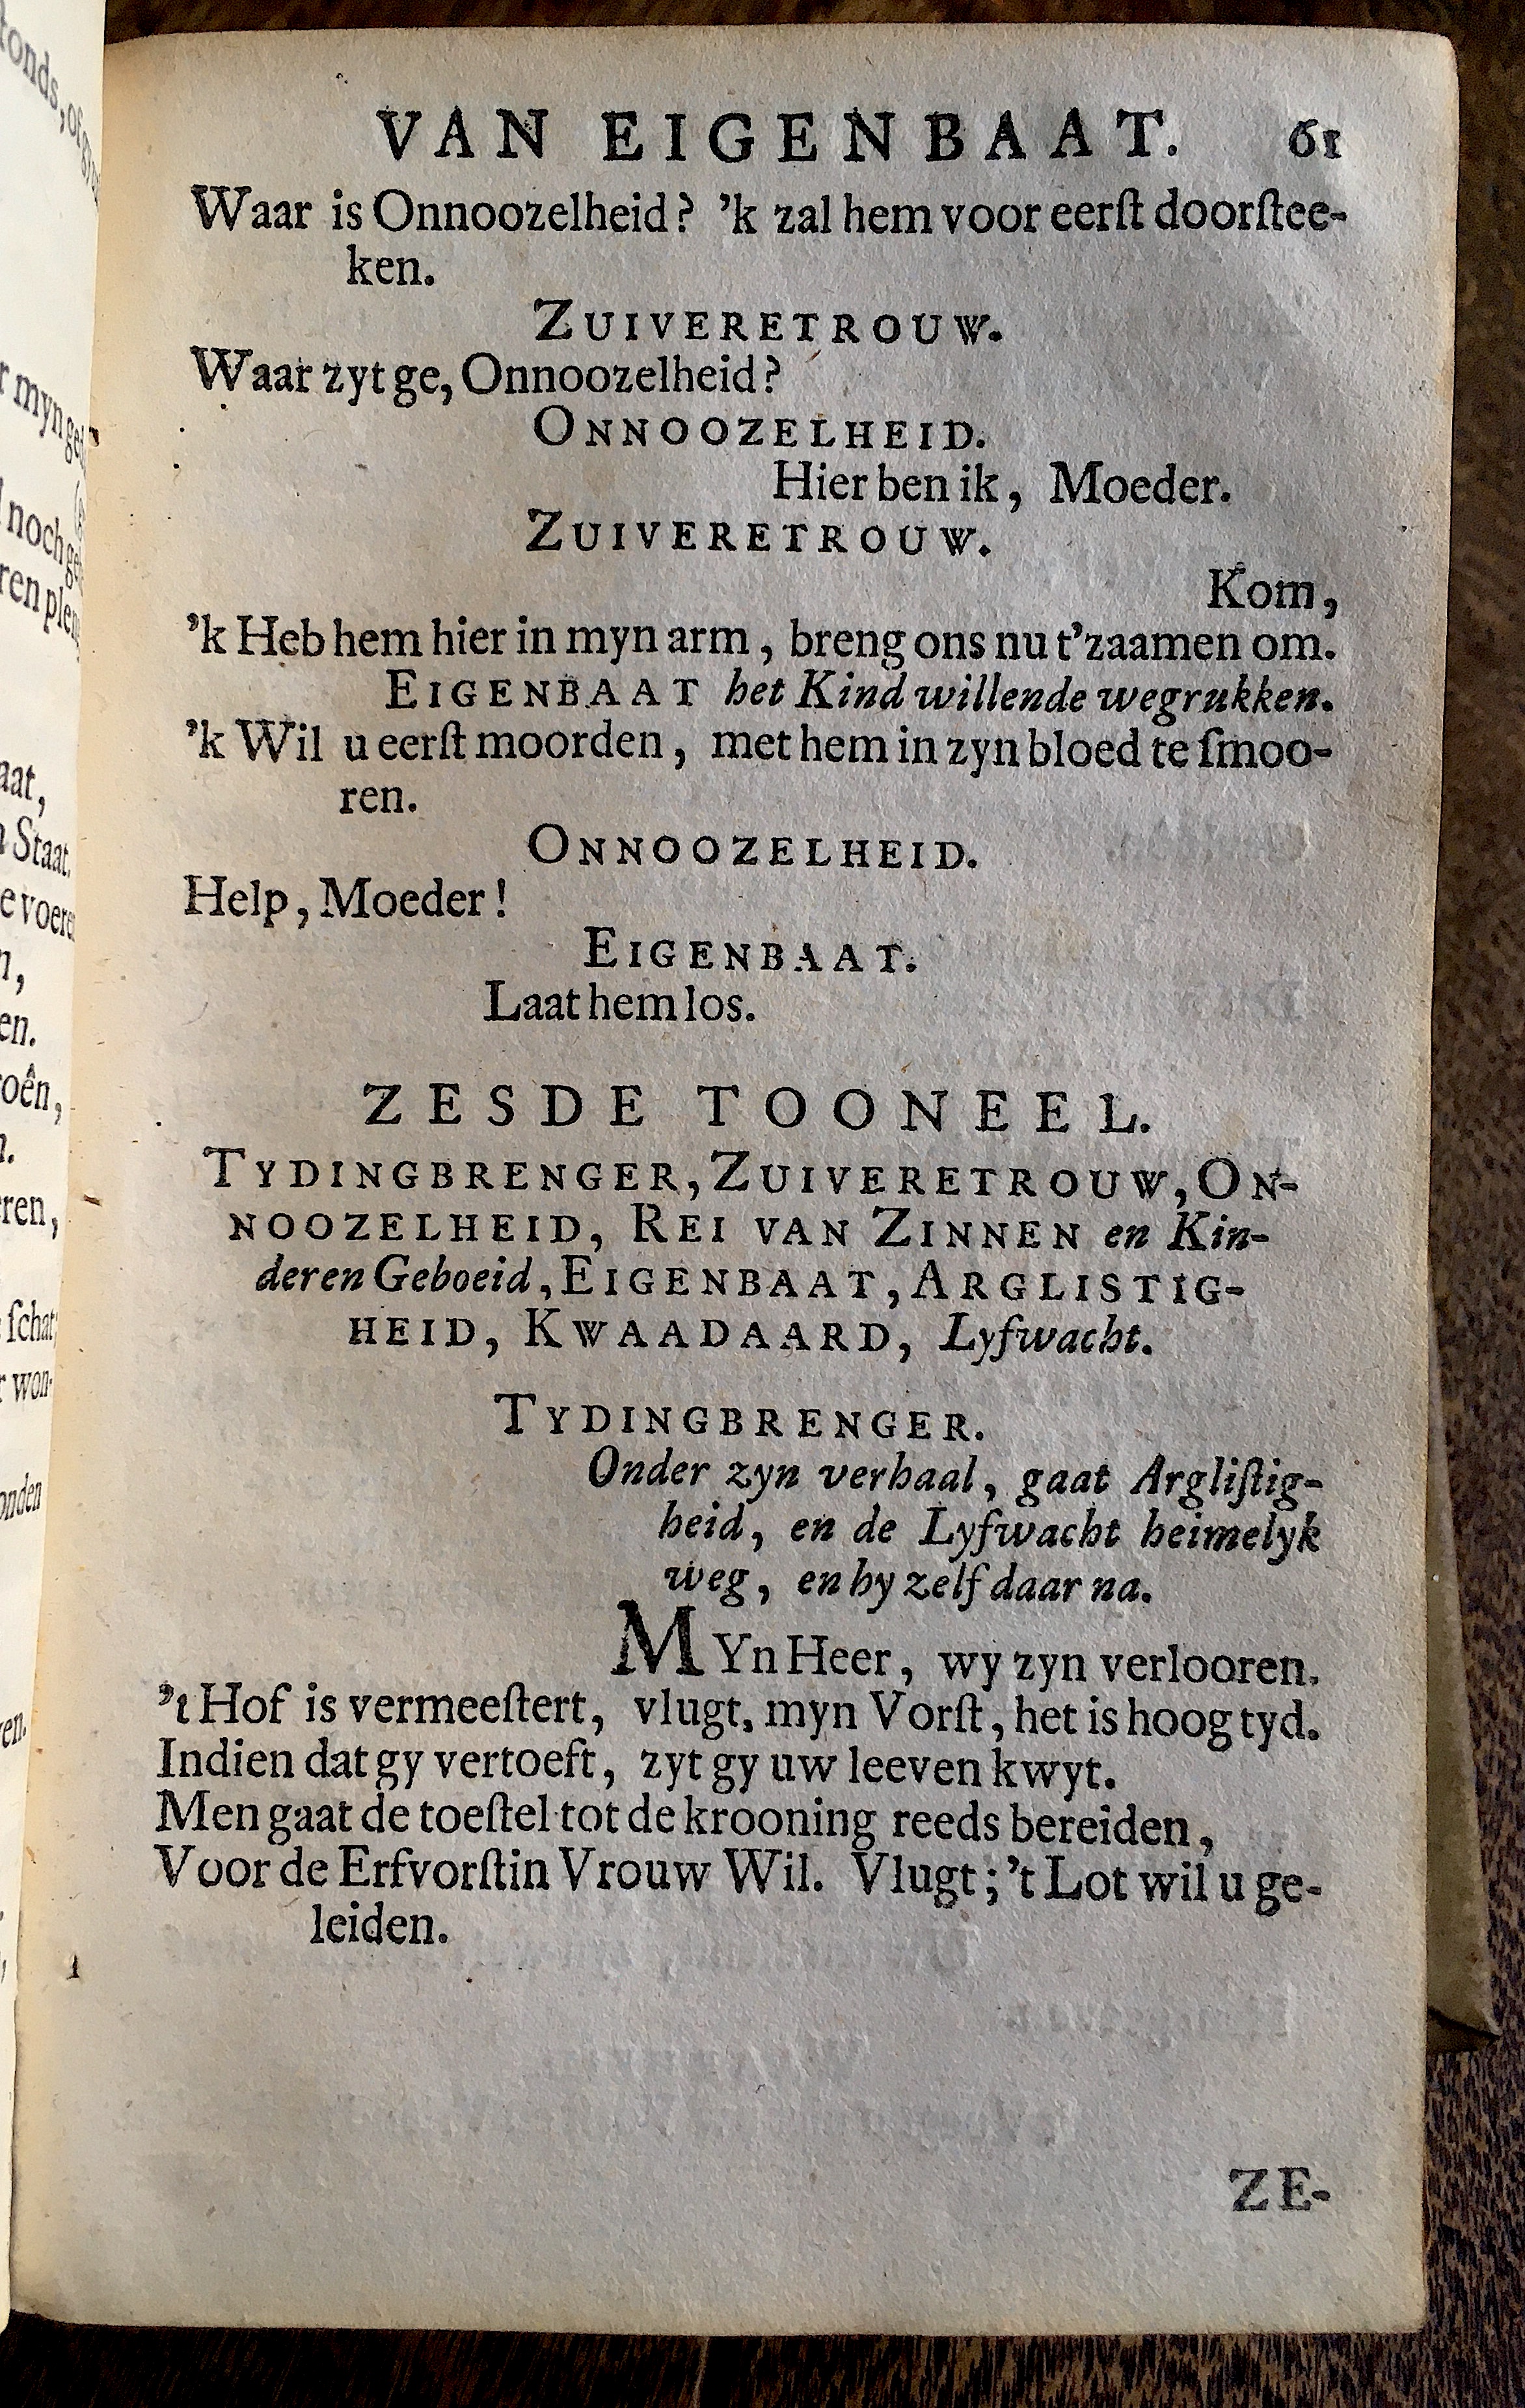 VAN EIGENBAAT. 61
Waar is Onnoozelheid? 'k zal hem voor eerſt doorſtee-
ken.
ZUIVERETROUW.
Waar zyt ge, Onnoozelheid?
ONNOOZELHEID.
Hier ben ik, Moeder.
ZUIVERETROUW.
Kom,
'k Heb hem hier in myn arm, breng ons nu t'zaamen om.
EIGENBAAT het Kind willende wegrukken.
'k Wil u eerſt moorden, met hem in zyn bloed te ſmoo-
ren.
ONNOOZELHEID.
Help, Moeder!
EIGENBAAT.
Laat hem los.
ZESDE TOONEEL.
TYDINGBRENGER, ZUIVERETROUW, ON-
NOOZELHEID, REI VAN ZINNEN en Kin-
deren Geboeid, EIGENBAAT, ARGLISTIG-
HEID, KWAADAARD, Lyfwacht.
TYDINGBRENGER.
Onder zyn verhaal, gaat Argliſtig-
heid, en de Lyfwacht heimelyk
weg, en hy zelf daar na.
MYn Heer, wy zyn verlooren.
't Hof is vermeeſtert, vlugt, myn Vorſt, het is hoog tyd.
Indien dat gy vertoeft, zyt gy uw leeven kwyt.
Men gaat de toeſtel tot de krooning reeds bereiden,
Voor de Erfvorſtin Vrouw Wil. Vlugt; 't Lot wil u ge-
leiden.
ZE-